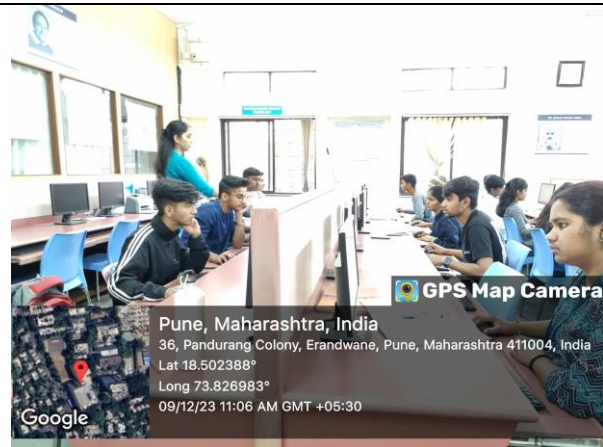 GPS Map Camera
Pune, Maharashtra, India
36, Pandurang Colony, Erandwane, Pune, Maharashtra 411004, India
Lat 18.502388°
Long 73.826983°
09/12/23 11:06 AM GMT +05:30
Google